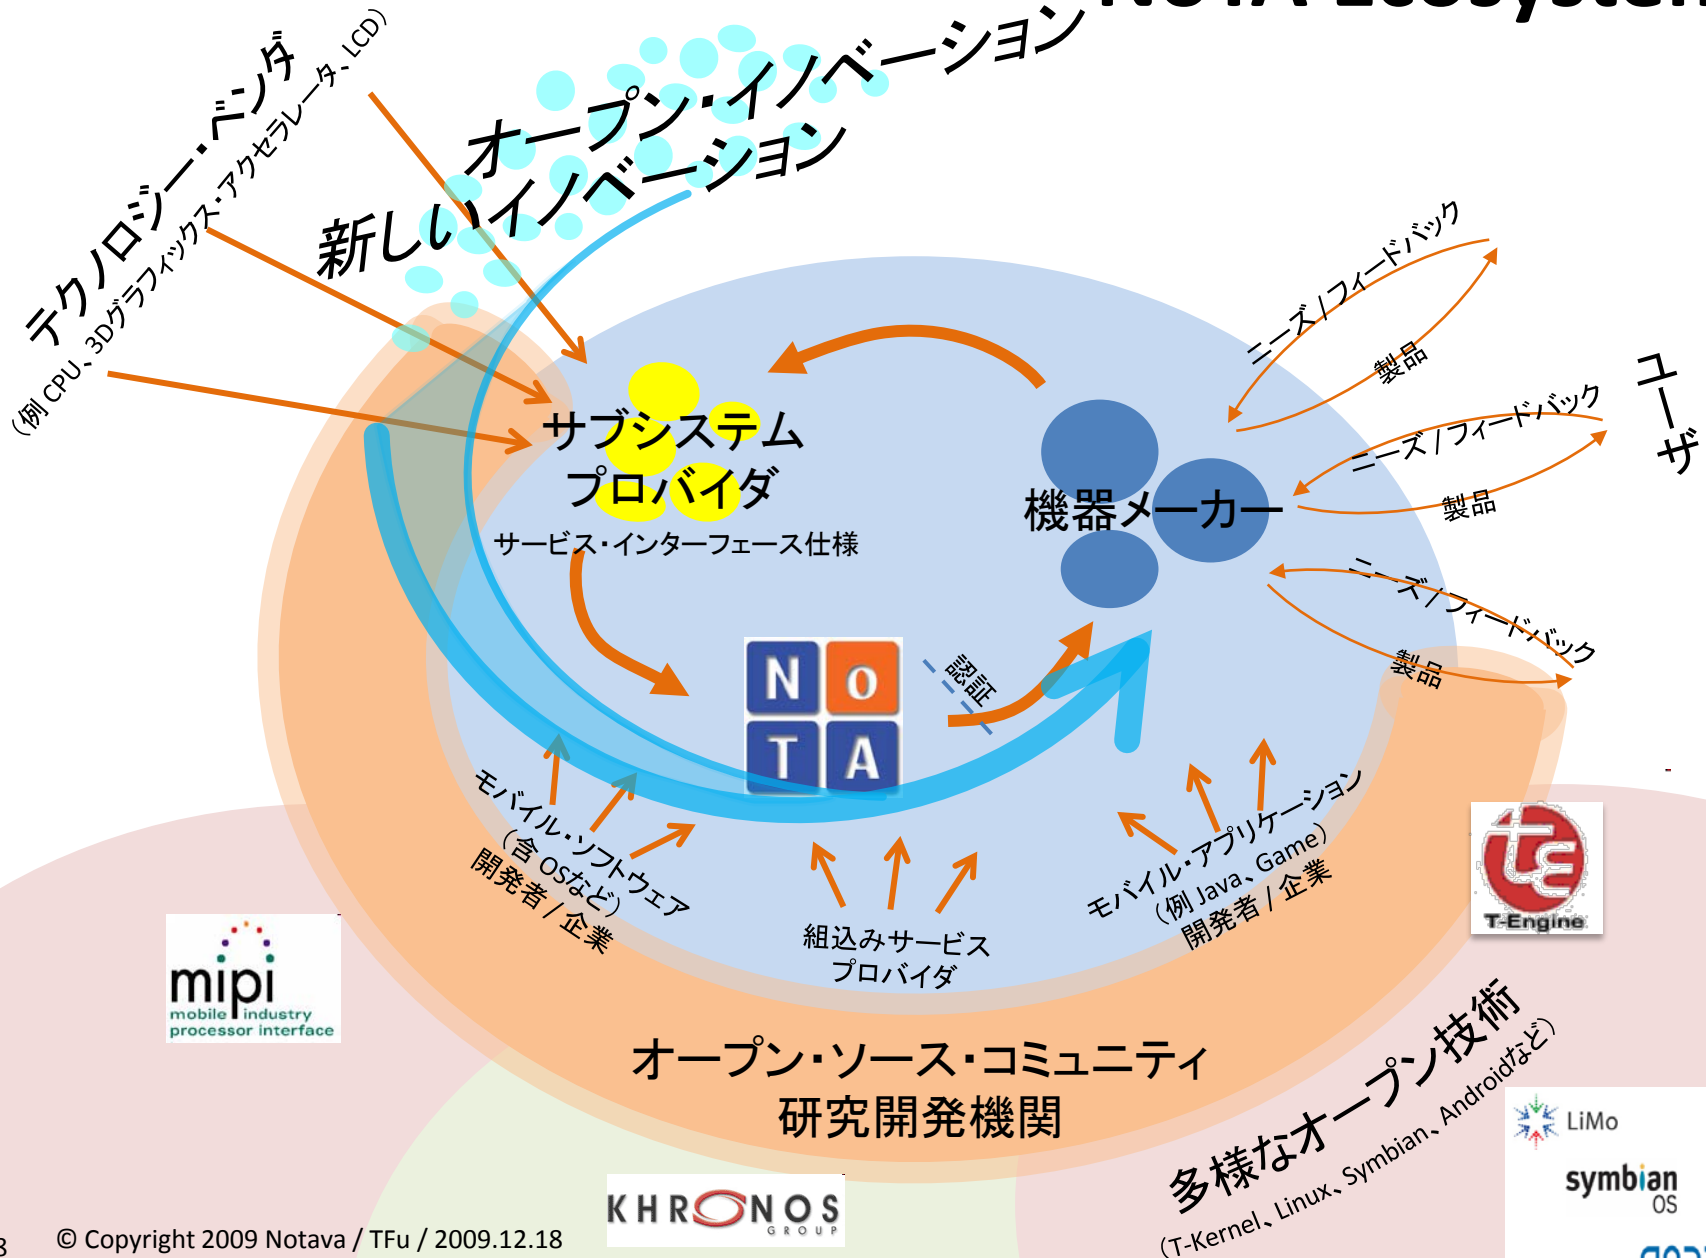 NoTA Ecosystem
テクノロジー・ベンダ
（例 CPU、3Dグラフィックス・アクセラレータ、LCD）
オープン・イノベーション
新しいイノベーション
ニーズ / フィードバック
製品
ニーズ / フィードバック
製品
ニーズ / フィードバック
製品
ユーザ
サブシステム
プロバイダ
サービス・インターフェース仕様
機器メーカー
N o
T A
認証
モバイル・ソフトウェア
（含 OSなど）
開発者 / 企業
組込みサービス
プロバイダ
モバイル・アプリケーション
（例 Java、Game）
開発者 / 企業
T-Engine
mipi
mobile industry
processor interface
オープン・ソース・コミュニティ
研究開発機関
多様なオープン技術
（T-Kernel、Linux、Symbian、Androidなど）
LiMo
symbian
OS
KHRONOS
GROUP
© Copyright 2009 Notava / TFu / 2009.12.18